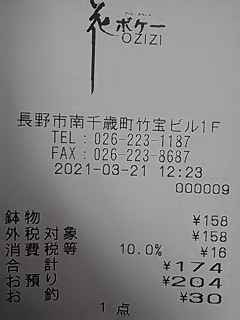 花
ボケー
OZIZI
長野市南千歳町竹宝ビル1F
TEL:026-223-1187
FAX:026-223-8687
2021-03-21 12:23
000009
鉢物 ¥158
外税対象 ¥158
消費税等 10.0% ¥16
合計 ¥174
お預り ¥204
お釣 ¥30
1点